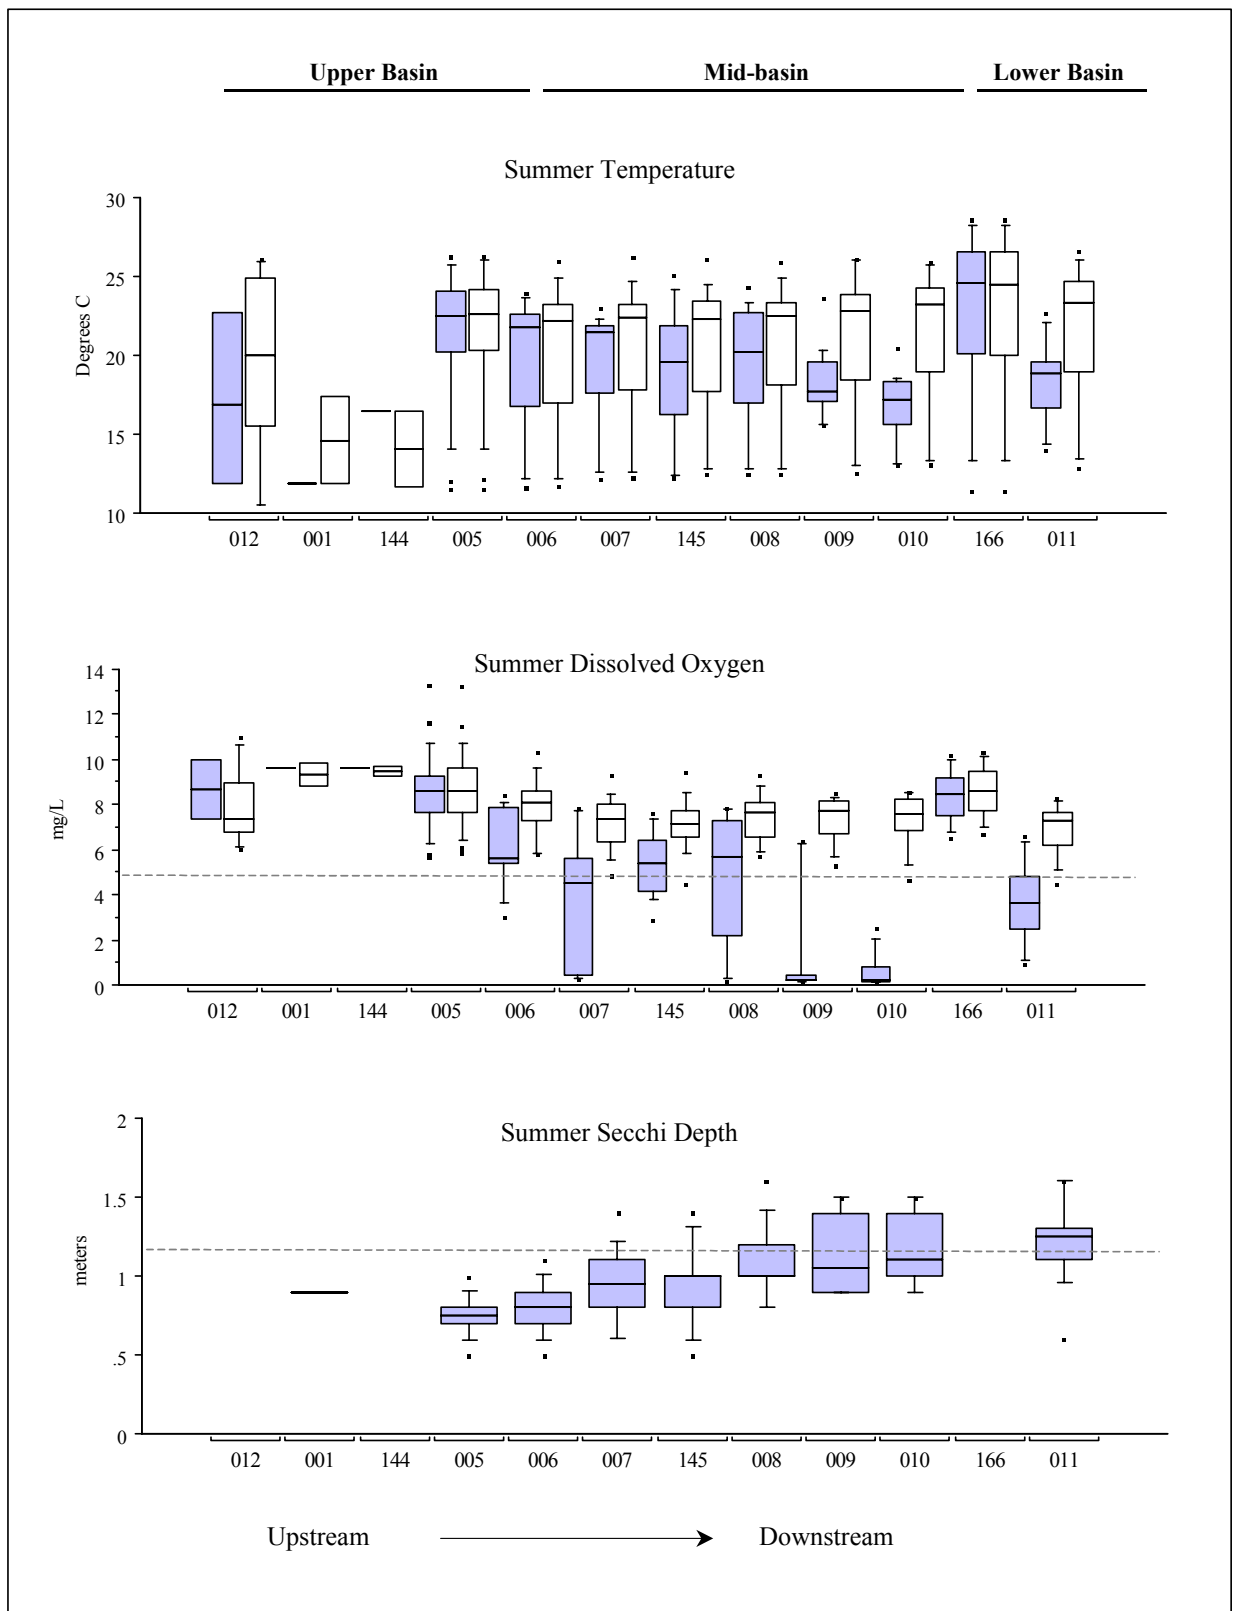 Upper Basin Mid-basin Lower Basin
Summer Temperature
30
25
20
15
10
Degrees C
012 001 144 005 006 007 145 008 009 010 166 011
Summer Dissolved Oxygen
14
12
10
8
6
4
2
0
mg/L
012 001 144 005 006 007 145 008 009 010 166 011
Summer Secchi Depth
2
1.5
1
.5
0
meters
012 001 144 005 006 007 145 008 009 010 166 011
Upstream Downstream